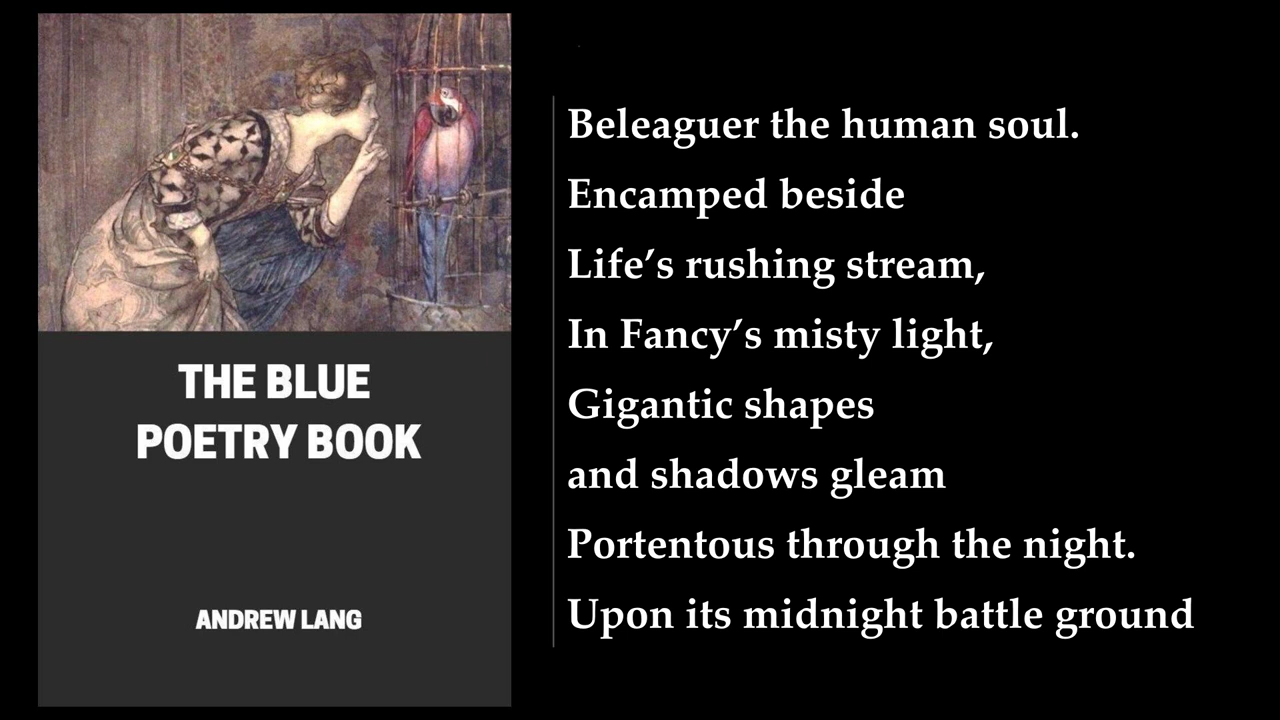 THE BLUE
POETRY BOOK
ANDREW LANG
Beleaguer the human soul.
Encamped beside
Life’s rushing stream,
In Fancy’s misty light,
Gigantic shapes
and shadows gleam
Portentous through the night.
Upon its midnight battle ground